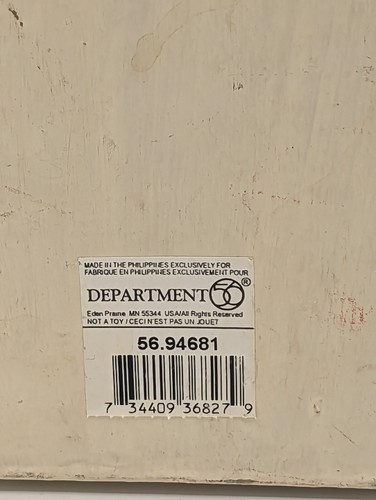 MADE IN THE PHILIPPINES EXCLUSIVELY FOR
FABRIQUE EN PHILIPPINES EXCLUSIVEMENT POUR
DEPARTMENT 56®
Eden Prairie MN 55344 USA/All Rights Reserved
NOT A TOY / CECI N'EST PAS UN JOUET
56.94681
7 34409 36827 9